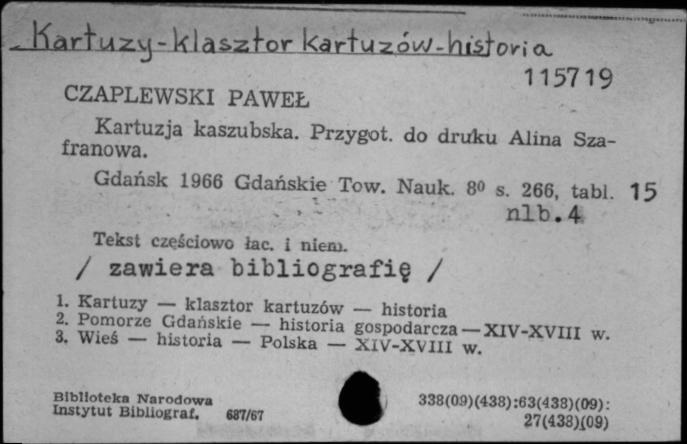 Kartuzy-klasztor kartuzów-historia
115719
CZAPLEWSKI PAWEŁ
Kartuzja kaszubska. Przygot. do druku Alina Sza-
franowa.
Gdańsk 1966 Gdańskie Tow. Nauk. 8⁰ s. 266, tabl. 15
nlb. 4
Tekst częściowo łac. i niem.
/ zawiera bibliografię /
1. Kartuzy — klasztor kartuzów — historia
2. Pomorze Gdańskie — historia gospodarcza — XIV-XVIII w.
3. Wieś — historia — Polska — XIV-XVIII w.
Biblioteka Narodowa
Instytut Bibliograf. 687/67
338(09)(438):63(438)(09):
27(438)(09)